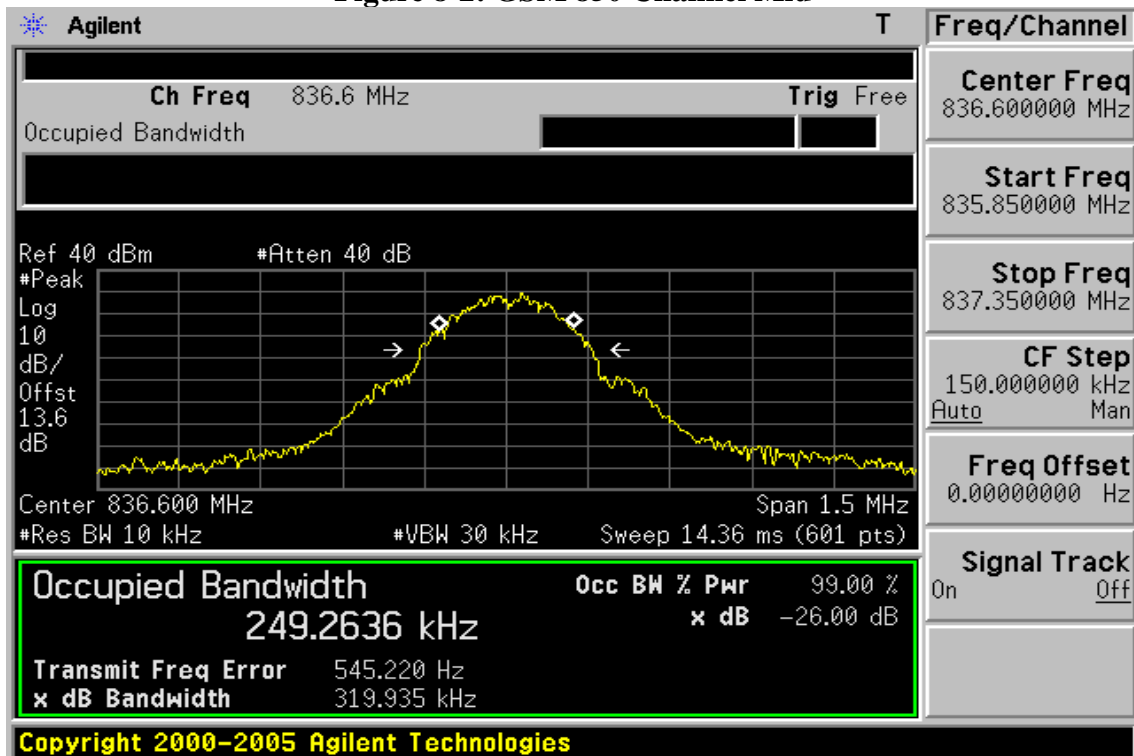 Agilent T Freq/Channel
Ch Freq 836.6 MHz Trig Free
Occupied Bandwidth
Ref 40 dBm #Atten 40 dB
#Peak
Log
10
dB/
Offst
13.6
dB
Center 836.600 MHz Span 1.5 MHz
#Res BW 10 kHz #VBW 30 kHz Sweep 14.36 ms (601 pts)
Occupied Bandwidth Occ BW % Pwr 99.00 %
249.2636 kHz x dB -26.00 dB
Transmit Freq Error 545.220 Hz
x dB Bandwidth 319.935 kHz
Copyright 2000-2005 Agilent Technologies
Center Freq
836.600000 MHz
Start Freq
835.850000 MHz
Stop Freq
837.350000 MHz
CF Step
150.000000 kHz
Auto Man
Freq Offset
0.00000000 Hz
Signal Track
On Off